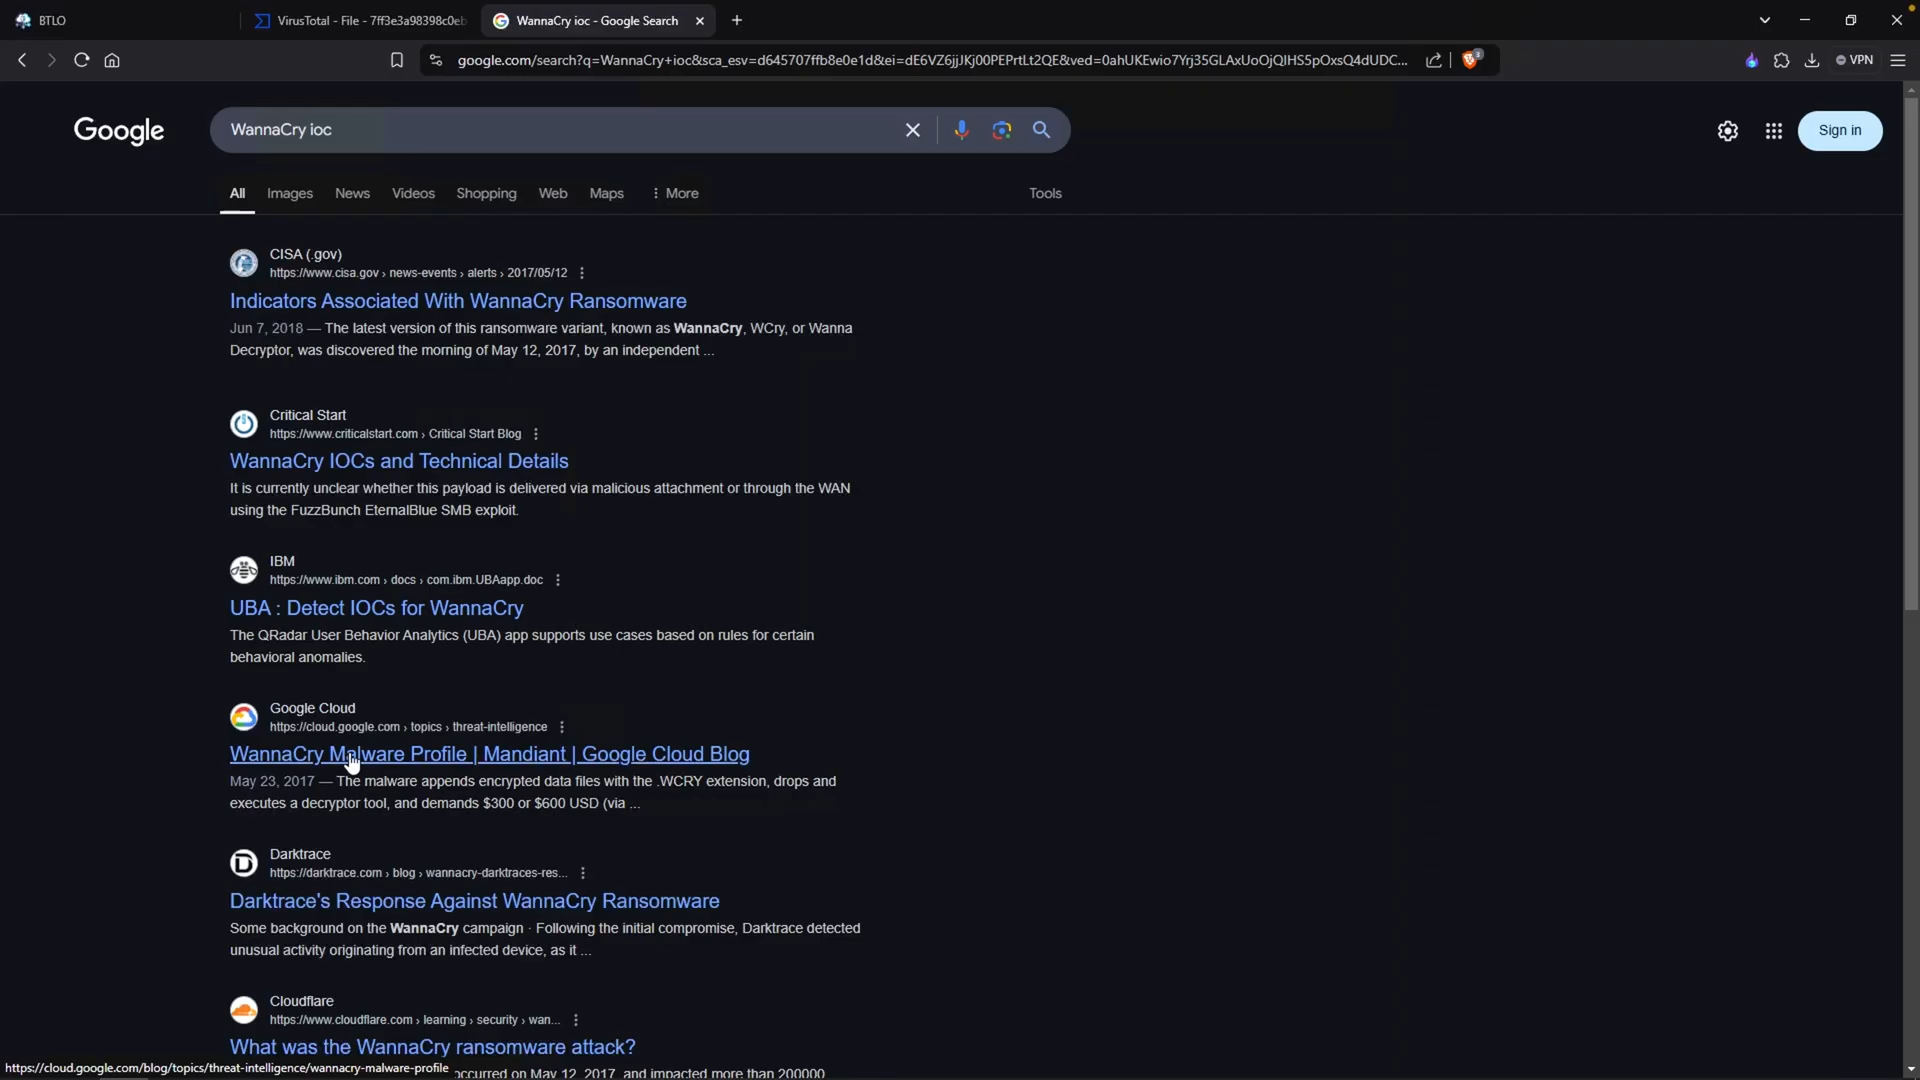 BTLO
VirusTotal - File - 7ff3e3a98398c0eb
WannaCry ioc - Google Search
google.com/search?q=WannaCry+ioc&sca_esv=d645707ffb8e0e1d&ei=dE6VZ6jjJKj00PEPrtLt2QE&ved=0ahUKEwio7Yrj35GLAxUoOjQIHS5pOxsQ4dUDC...
3
VPN
Google
WannaCry ioc
Sign in
All
Images
News
Videos
Shopping
Web
Maps
More
Tools
CISA (.gov)
https://www.cisa.gov › news-events › alerts › 2017/05/12
Indicators Associated With WannaCry Ransomware
Jun 7, 2018 — The latest version of this ransomware variant, known as WannaCry, WCry, or Wanna
Decryptor, was discovered the morning of May 12, 2017, by an independent ...
Critical Start
https://www.criticalstart.com › Critical Start Blog
WannaCry IOCs and Technical Details
It is currently unclear whether this payload is delivered via malicious attachment or through the WAN
using the FuzzBunch EternalBlue SMB exploit.
IBM
https://www.ibm.com › docs › com.ibm.UBAapp.doc
UBA : Detect IOCs for WannaCry
The QRadar User Behavior Analytics (UBA) app supports use cases based on rules for certain
behavioral anomalies.
Google Cloud
https://cloud.google.com › topics › threat-intelligence
WannaCry Malware Profile | Mandiant | Google Cloud Blog
May 23, 2017 — The malware appends encrypted data files with the .WCRY extension, drops and
executes a decryptor tool, and demands $300 or $600 USD (via ...
Darktrace
https://darktrace.com › blog › wannacry-darktraces-res...
Darktrace's Response Against WannaCry Ransomware
Some background on the WannaCry campaign · Following the initial compromise, Darktrace detected
unusual activity originating from an infected device, as it ...
Cloudflare
https://www.cloudflare.com › learning › security › wan...
What was the WannaCry ransomware attack?
occurred on May 12, 2017, and impacted more than 200000
https://cloud.google.com/blog/topics/threat-intelligence/wannacry-malware-profile